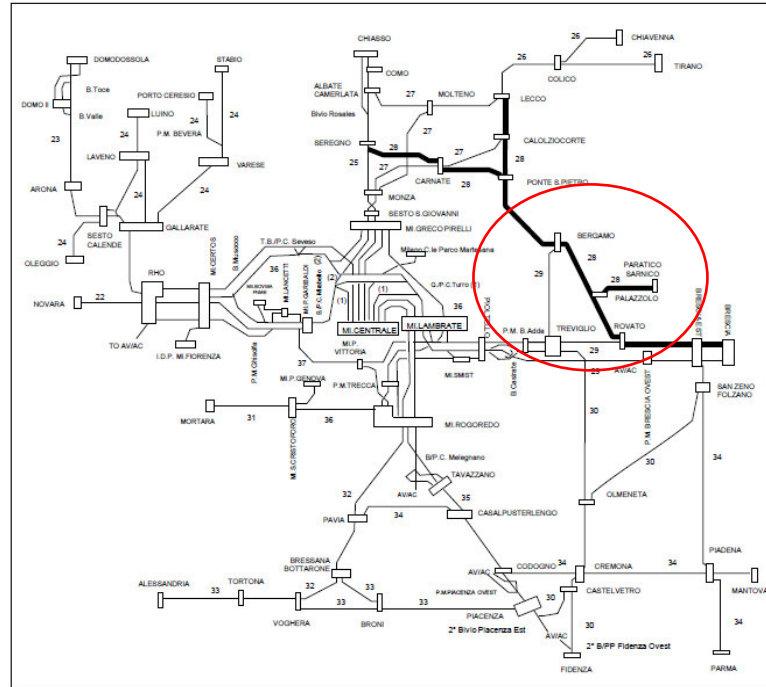 CHIASSO
CHIAVENNA
STABIO
DOMODOSSOLA
26
COMO
26
26
TIRANO
COLICO
B.Toce
PORTO CERESIO
ALBATE
CAMERLATA
MOLTENO
DOMO II
LUINO
27
LECCO
B.Valle
24
24
Bivio Rosales
P.M. BEVERA
27
23
24
SEREGNO
28
27
CALOLZIOCORTE
LAVENO
25
27
28
VARESE
CARNATE
28
PONTE S.PIETRO
ARONA
24
24
MONZA
SESTO S.GIOVANNI
24
SESTO
CALENDE
GALLARATE
MI.GRECO PIRELLI
BERGAMO
OLEGGIO
T.B./P.C. Seveso
Milano C.le Parco Martesana
28
PARATICO
SARNICO
RHO
MI.CERTOSA
B.Musocco
36
MI.LANCETTI
MI.P.GARIBALDI
B./P.C. Mirabello
(2)
(2)
(1)
(1)
Q./P.C.Turro
36
29
28
PALAZZOLO
NOVARA
22
MI.CENTRALE
MI.LAMBRATE
PIOLTELLO
P.M. B.Adda
TREVIGLIO
ROVATO
BRESCIA EST
BRESCIA
TO AV/AC
I.D.P. MI.FIORENZA
P.M. Ghisolfa
37
MI.P.
VITTORIA
MI.SMIST
B.Casirate
29
29
AV/AC
P.M. BRESCIA OVEST
MI.P.GENOVA
P.M.TRECCA
SAN ZENO
FOLZANO
MORTARA
31
MI.S.CRISTOFORO
36
MI.ROGOREDO
30
34
B/P.C. Melegnano
TAVAZZANO
30
32
AV/AC
35
OLMENETA
PAVIA
34
CASALPUSTERLENGO
BRESSANA
BOTTARONE
AV/AC
CODOGNO
34
CREMONA
34
PIADENA
ALESSANDRIA
TORTONA
32
33
P.M.PIACENZA OVEST
CASTELVETRO
MANTOVA
33
33
33
PIACENZA
30
VOGHERA
BRONI
2° Bivio Piacenza Est
AV/AC
30
34
2° B/PP Fidenza Ovest
FIDENZA
PARMA